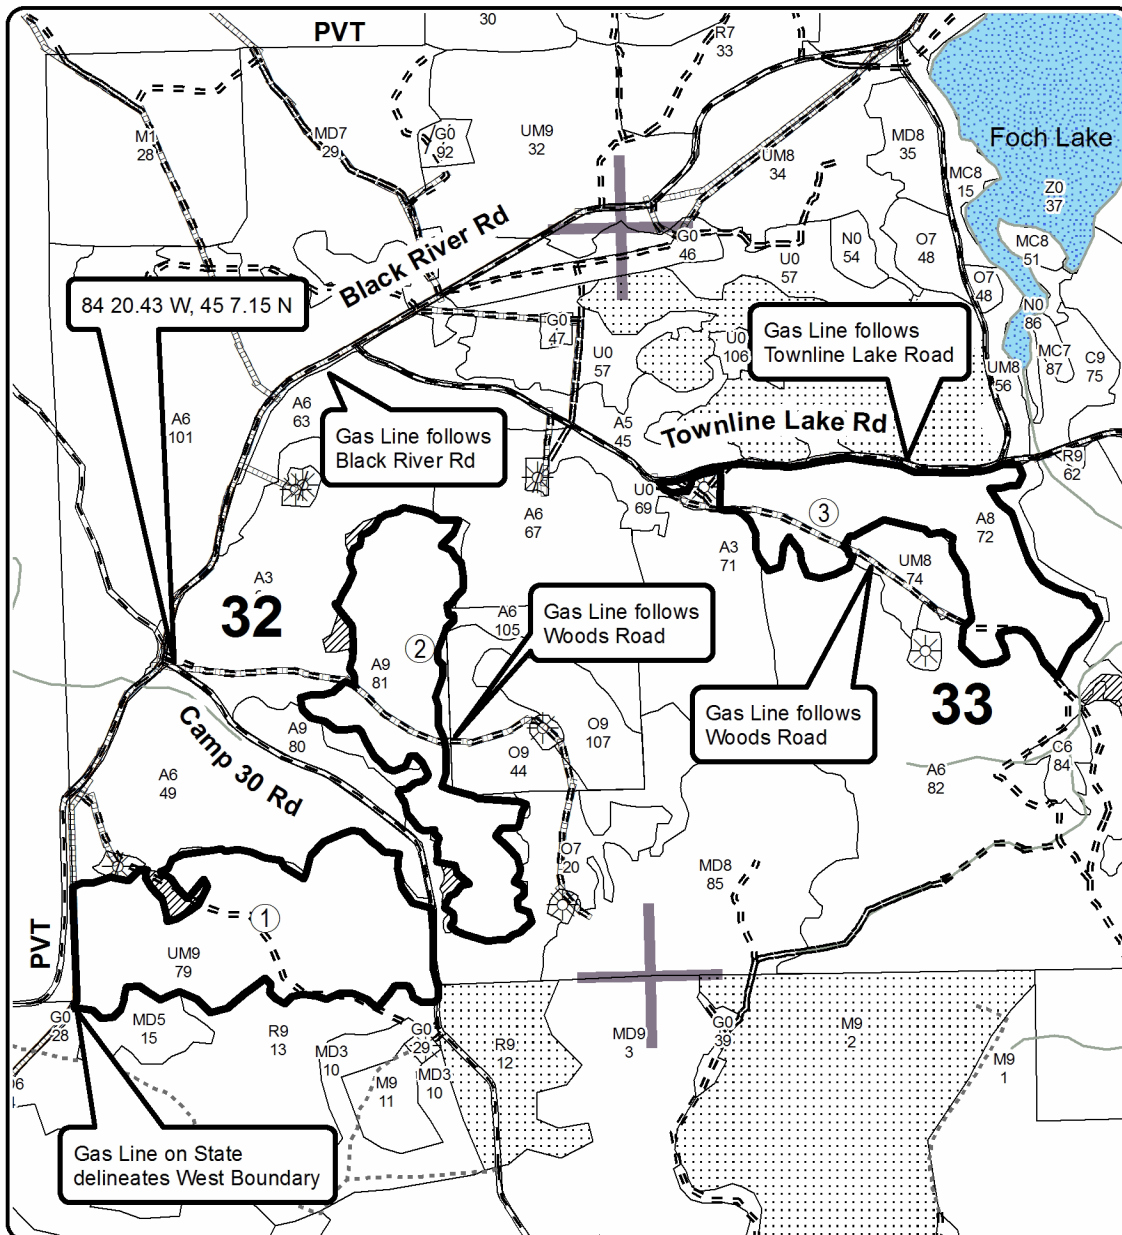 PVT
30
R7
33
M1
28
MD7
29
G0
92
UM9
32
UM8
34
MD8
35
MC8
15
Foch Lake
Z0
37
Black River Rd
G0
46
U0
57
N0
54
O7
48
MC8
51
O7
48
N0
86
84 20.43 W, 45 7.15 N
G0
47
U0
57
U0
106
Gas Line follows
Townline Lake Road
UM8
56
MC7
87
C9
75
A6
101
A6
63
Gas Line follows
Black River Rd
A5
45
Townline Lake Rd
R9
62
U0
69
A6
67
3
A8
72
A3
71
UM8
74
A3
32
A6
105
Gas Line follows
Woods Road
2
A9
81
Gas Line follows
Woods Road
33
Camp 30 Rd
A9
80
O9
107
O9
44
C6
84
A6
82
A6
49
O7
20
MD8
85
1
PVT
UM9
79
G0
28
MD5
15
R9
13
MD3
10
G0
29
R9
12
MD9
3
G0
39
M9
2
M9
1
M9
11
MD3
10
Gas Line on State
delineates West Boundary